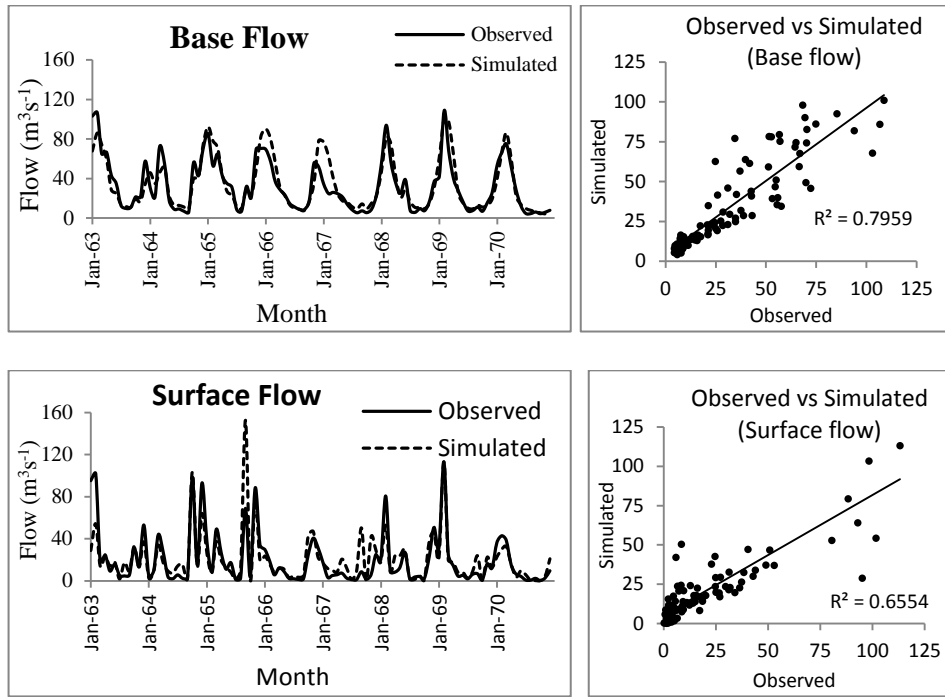 Base Flow
Observed
Simulated
Flow (m³s⁻¹)
160
120
80
40
0
Jan-63
Jan-64
Jan-65
Jan-66
Jan-67
Jan-68
Jan-69
Jan-70
Month
Observed vs Simulated
(Base flow)
Simulated
125
100
75
50
25
0
R² = 0.7959
0 25 50 75 100 125
Observed
Surface Flow
Observed
Simulated
Flow (m³s⁻¹)
160
120
80
40
0
Jan-63
Jan-64
Jan-65
Jan-66
Jan-67
Jan-68
Jan-69
Jan-70
Month
Observed vs Simulated
(Surface flow)
Simulated
125
100
75
50
25
0
R² = 0.6554
0 25 50 75 100 125
Observed